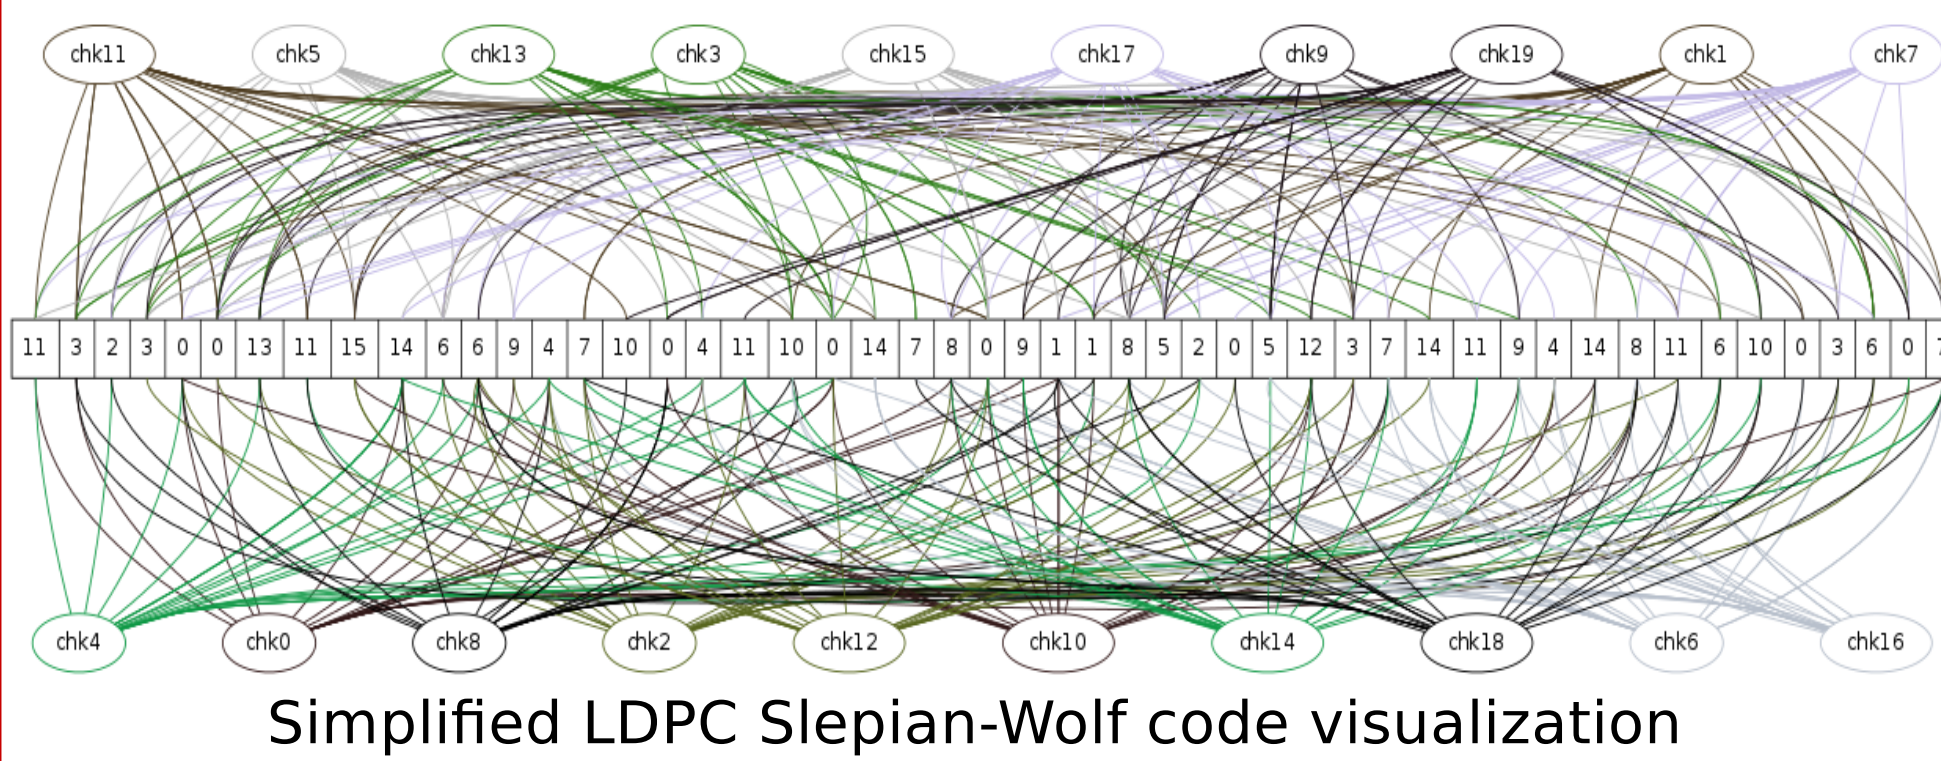 chk11 chk5 chk13 chk3 chk15 chk17 chk9 chk19 chk1 chk7
11 3 2 3 0 0 13 11 15 14 6 6 9 4 7 10 0 4 11 10 0 14 7 8 0 9 1 1 8 5 2 0 5 12 3 7 14 11 9 4 14 8 11 6 10 0 3 6 0 7
chk4 chk0 chk8 chk2 chk12 chk10 chk14 chk18 chk6 chk16
Simplified LDPC Slepian-Wolf code visualization